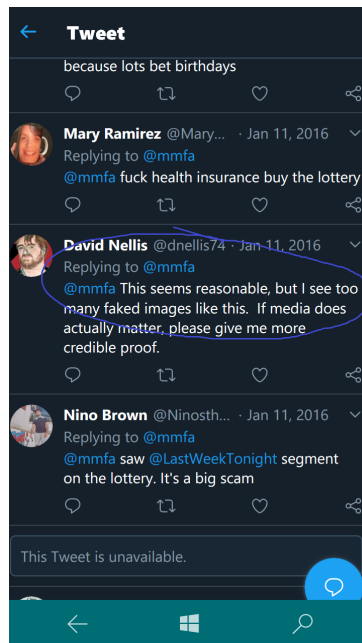 Tweet
because lots bet birthdays
Mary Ramirez @Mary... · Jan 11, 2016
Replying to @mmfa
@mmfa fuck health insurance buy the lottery
David Nellis @dnellis74 · Jan 11, 2016
Replying to @mmfa
@mmfa This seems reasonable, but I see too
many faked images like this.  If media does
actually matter, please give me more
credible proof.
Nino Brown @Ninosth... · Jan 11, 2016
Replying to @mmfa
@mmfa saw @LastWeekTonight segment
on the lottery. It's a big scam
This Tweet is unavailable.